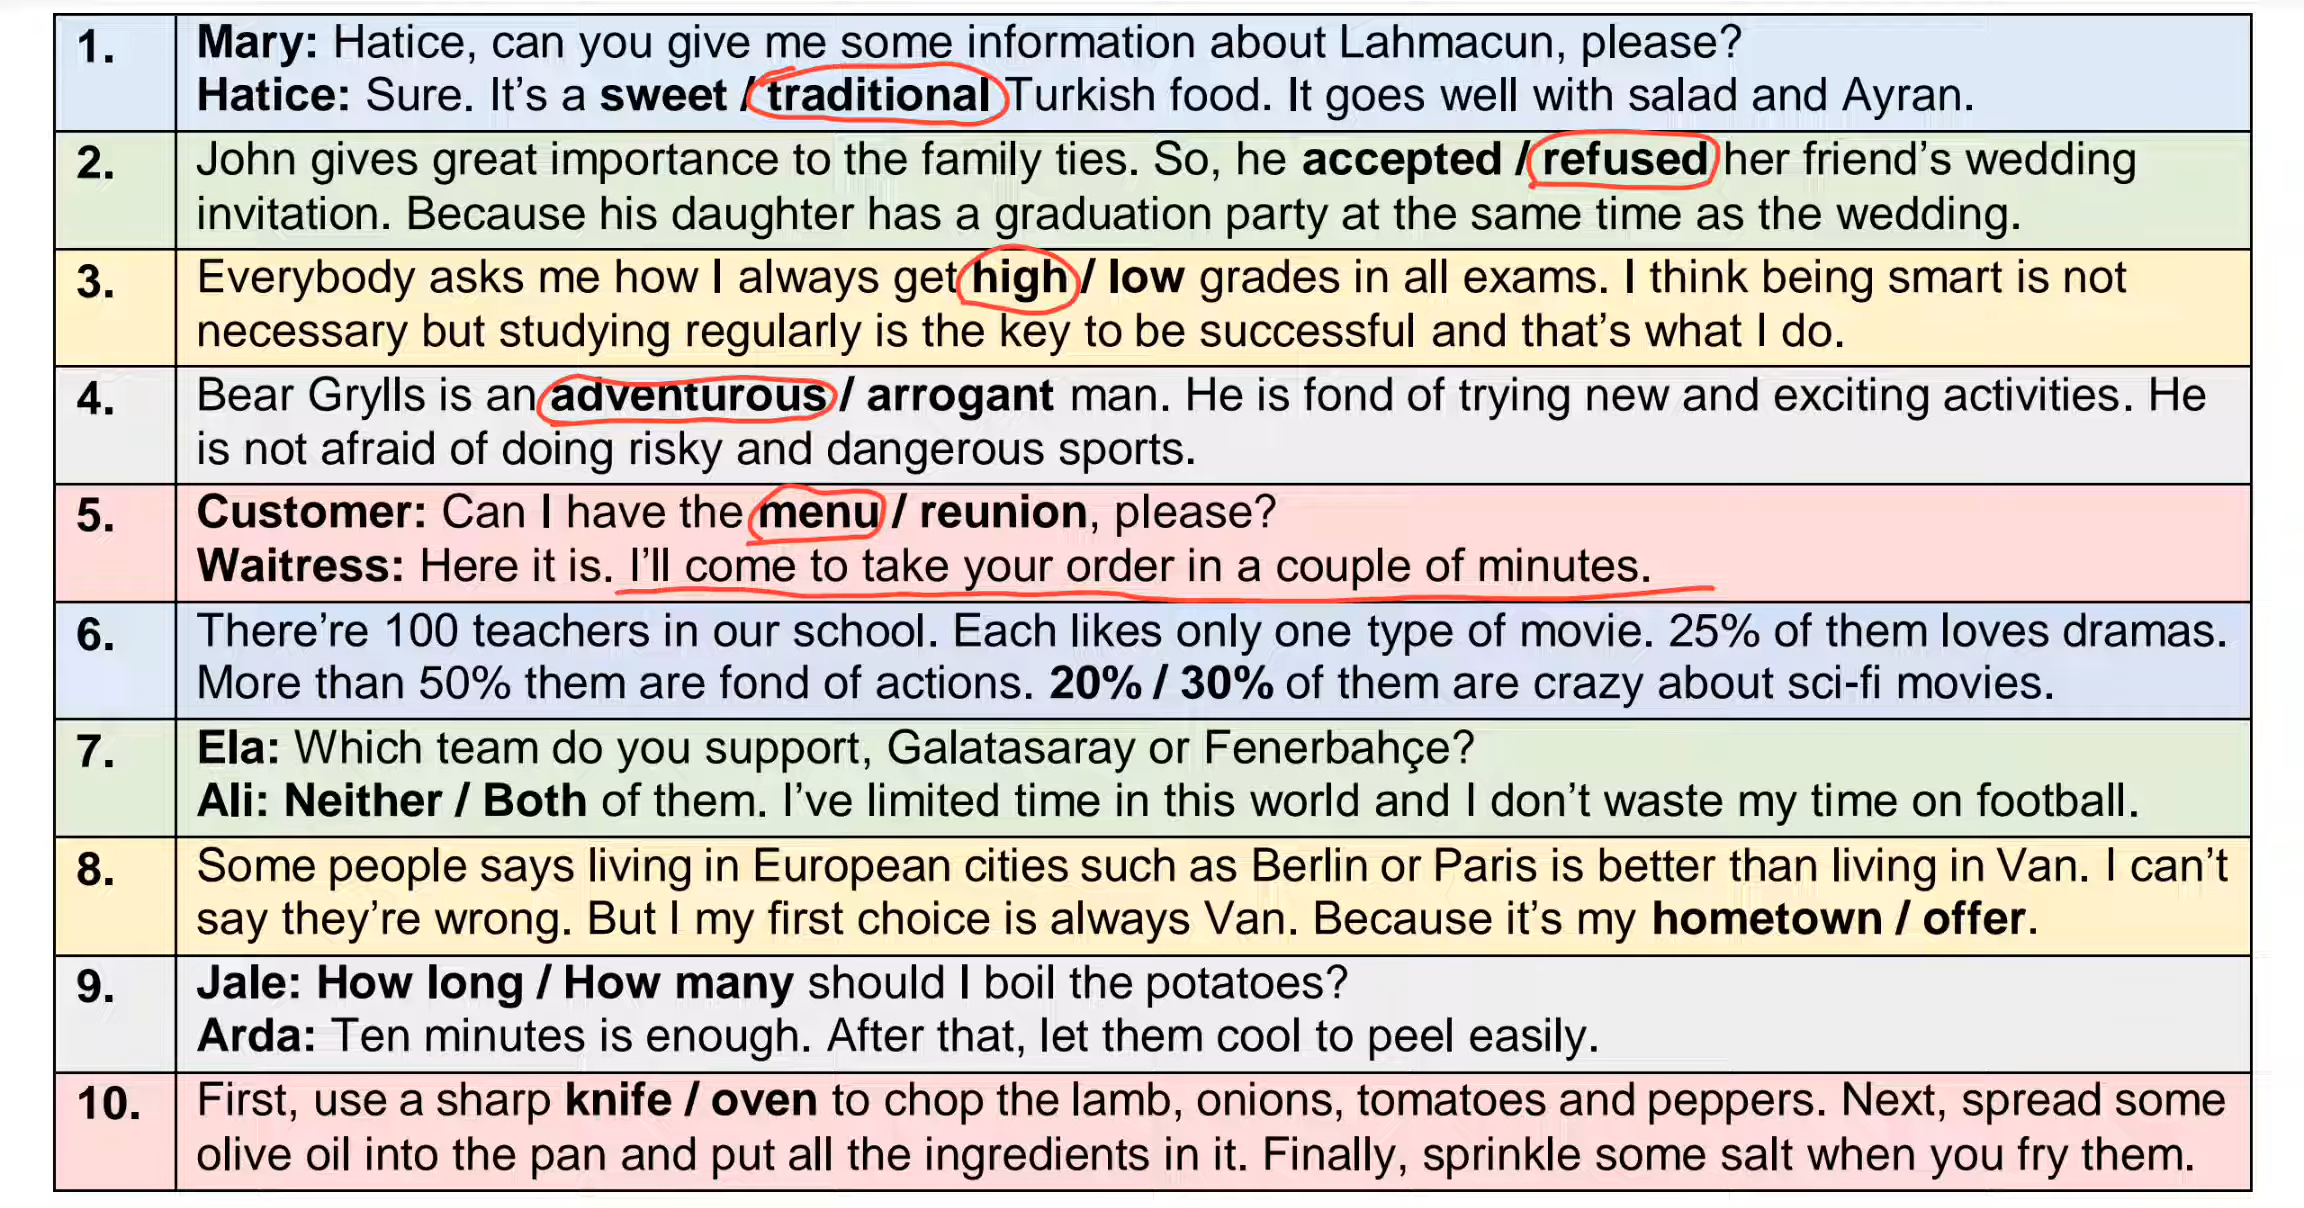 1. Mary: Hatice, can you give me some information about Lahmacun, please?
Hatice: Sure. It's a sweet / traditional Turkish food. It goes well with salad and Ayran.
2. John gives great importance to the family ties. So, he accepted / refused her friend's wedding
invitation. Because his daughter has a graduation party at the same time as the wedding.
3. Everybody asks me how I always get high / low grades in all exams. I think being smart is not
necessary but studying regularly is the key to be successful and that's what I do.
4. Bear Grylls is an adventurous / arrogant man. He is fond of trying new and exciting activities. He
is not afraid of doing risky and dangerous sports.
5. Customer: Can I have the menu / reunion, please?
Waitress: Here it is. I'll come to take your order in a couple of minutes.
6. There're 100 teachers in our school. Each likes only one type of movie. 25% of them loves dramas.
More than 50% them are fond of actions. 20% / 30% of them are crazy about sci-fi movies.
7. Ela: Which team do you support, Galatasaray or Fenerbahçe?
Ali: Neither / Both of them. I've limited time in this world and I don't waste my time on football.
8. Some people says living in European cities such as Berlin or Paris is better than living in Van. I can't
say they're wrong. But I my first choice is always Van. Because it's my hometown / offer.
9. Jale: How long / How many should I boil the potatoes?
Arda: Ten minutes is enough. After that, let them cool to peel easily.
10. First, use a sharp knife / oven to chop the lamb, onions, tomatoes and peppers. Next, spread some
olive oil into the pan and put all the ingredients in it. Finally, sprinkle some salt when you fry them.